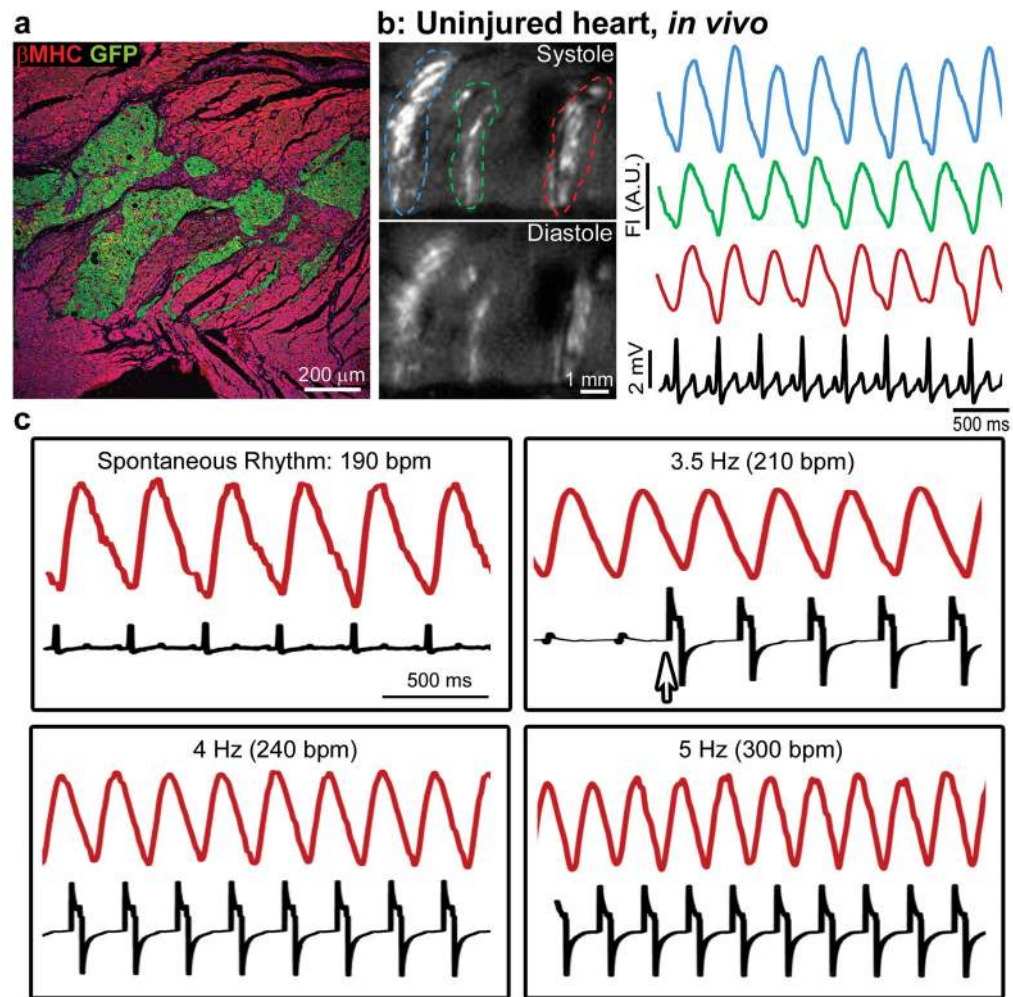 a
b: Uninjured heart, in vivo
βMHC GFP
Systole
Diastole
200 μm
1 mm
FI (A.U.)
2 mV
500 ms
c
Spontaneous Rhythm: 190 bpm
500 ms
3.5 Hz (210 bpm)
4 Hz (240 bpm)
5 Hz (300 bpm)